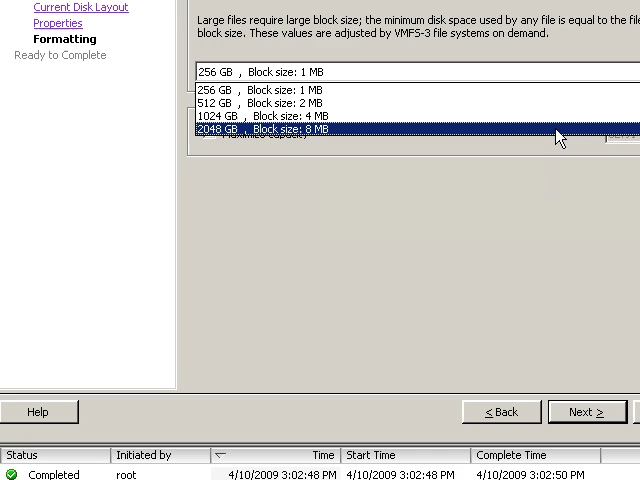 Current Disk Layout
Properties
Formatting
Ready to Complete
Large files require large block size; the minimum disk space used by any file is equal to the file
block size. These values are adjusted by VMFS-3 file systems on demand.
256 GB , Block size: 1 MB
256 GB , Block size: 1 MB
512 GB , Block size: 2 MB
1024 GB , Block size: 4 MB
2048 GB , Block size: 8 MB
Maximize capacity
Help
< Back
Next >
Status Initiated by Time Start Time Complete Time
Completed root 4/10/2009 3:02:48 PM 4/10/2009 3:02:48 PM 4/10/2009 3:02:50 PM